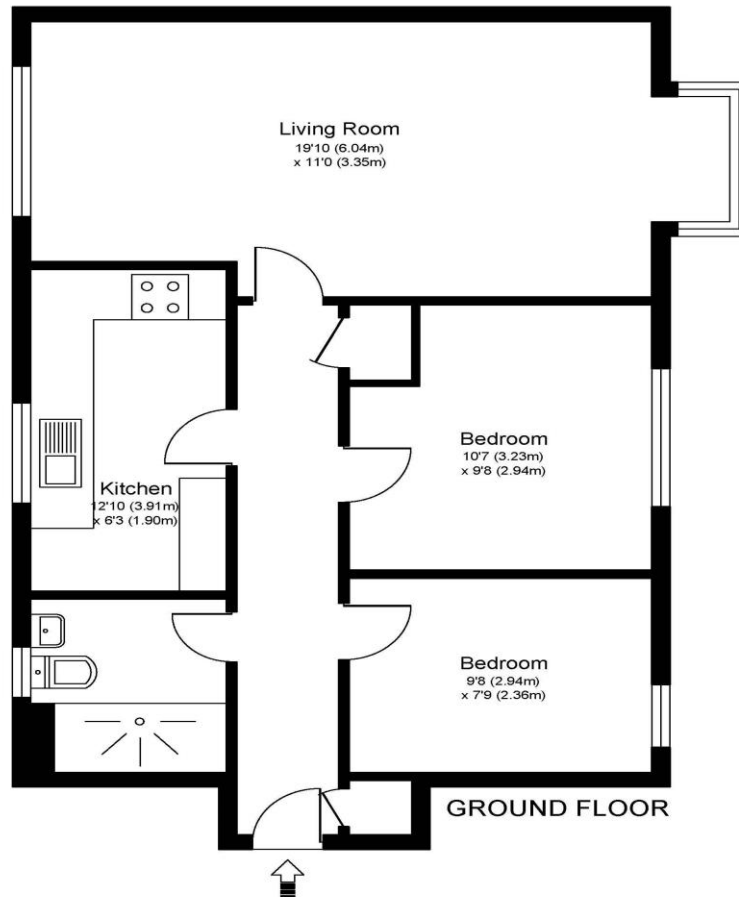 Living Room
19'10 (6.04m)
x 11'0 (3.35m)
Bedroom
10'7 (3.23m)
x 9'8 (2.94m)
Kitchen
12'10 (3.91m)
x 6'3 (1.90m)
Bedroom
9'8 (2.94m)
x 7'9 (2.36m)
GROUND FLOOR